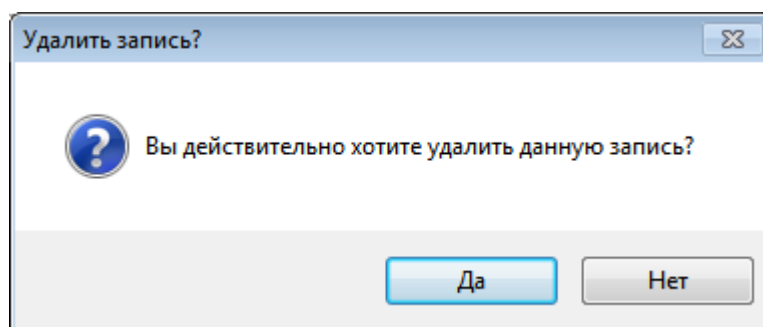 Удалить запись?
Вы действительно хотите удалить данную запись?
Да
Нет